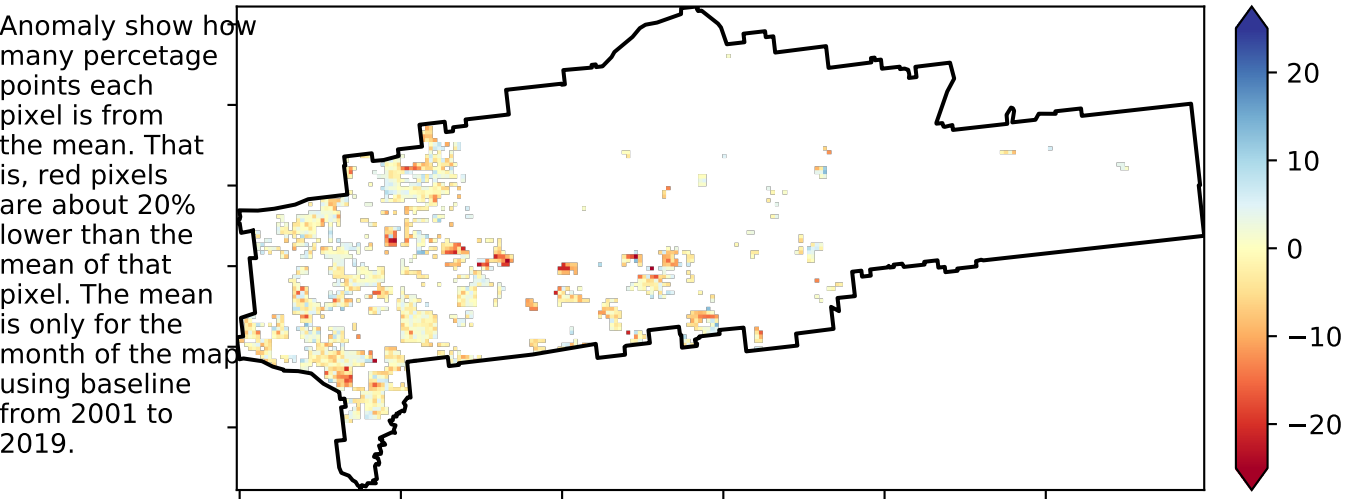 Anomaly show how
many percetage
points each
pixel is from
the mean. That
is, red pixels
are about 20%
lower than the
mean of that
pixel. The mean
is only for the
month of the map
using baseline
from 2001 to
2019.
20
10
0
−10
−20